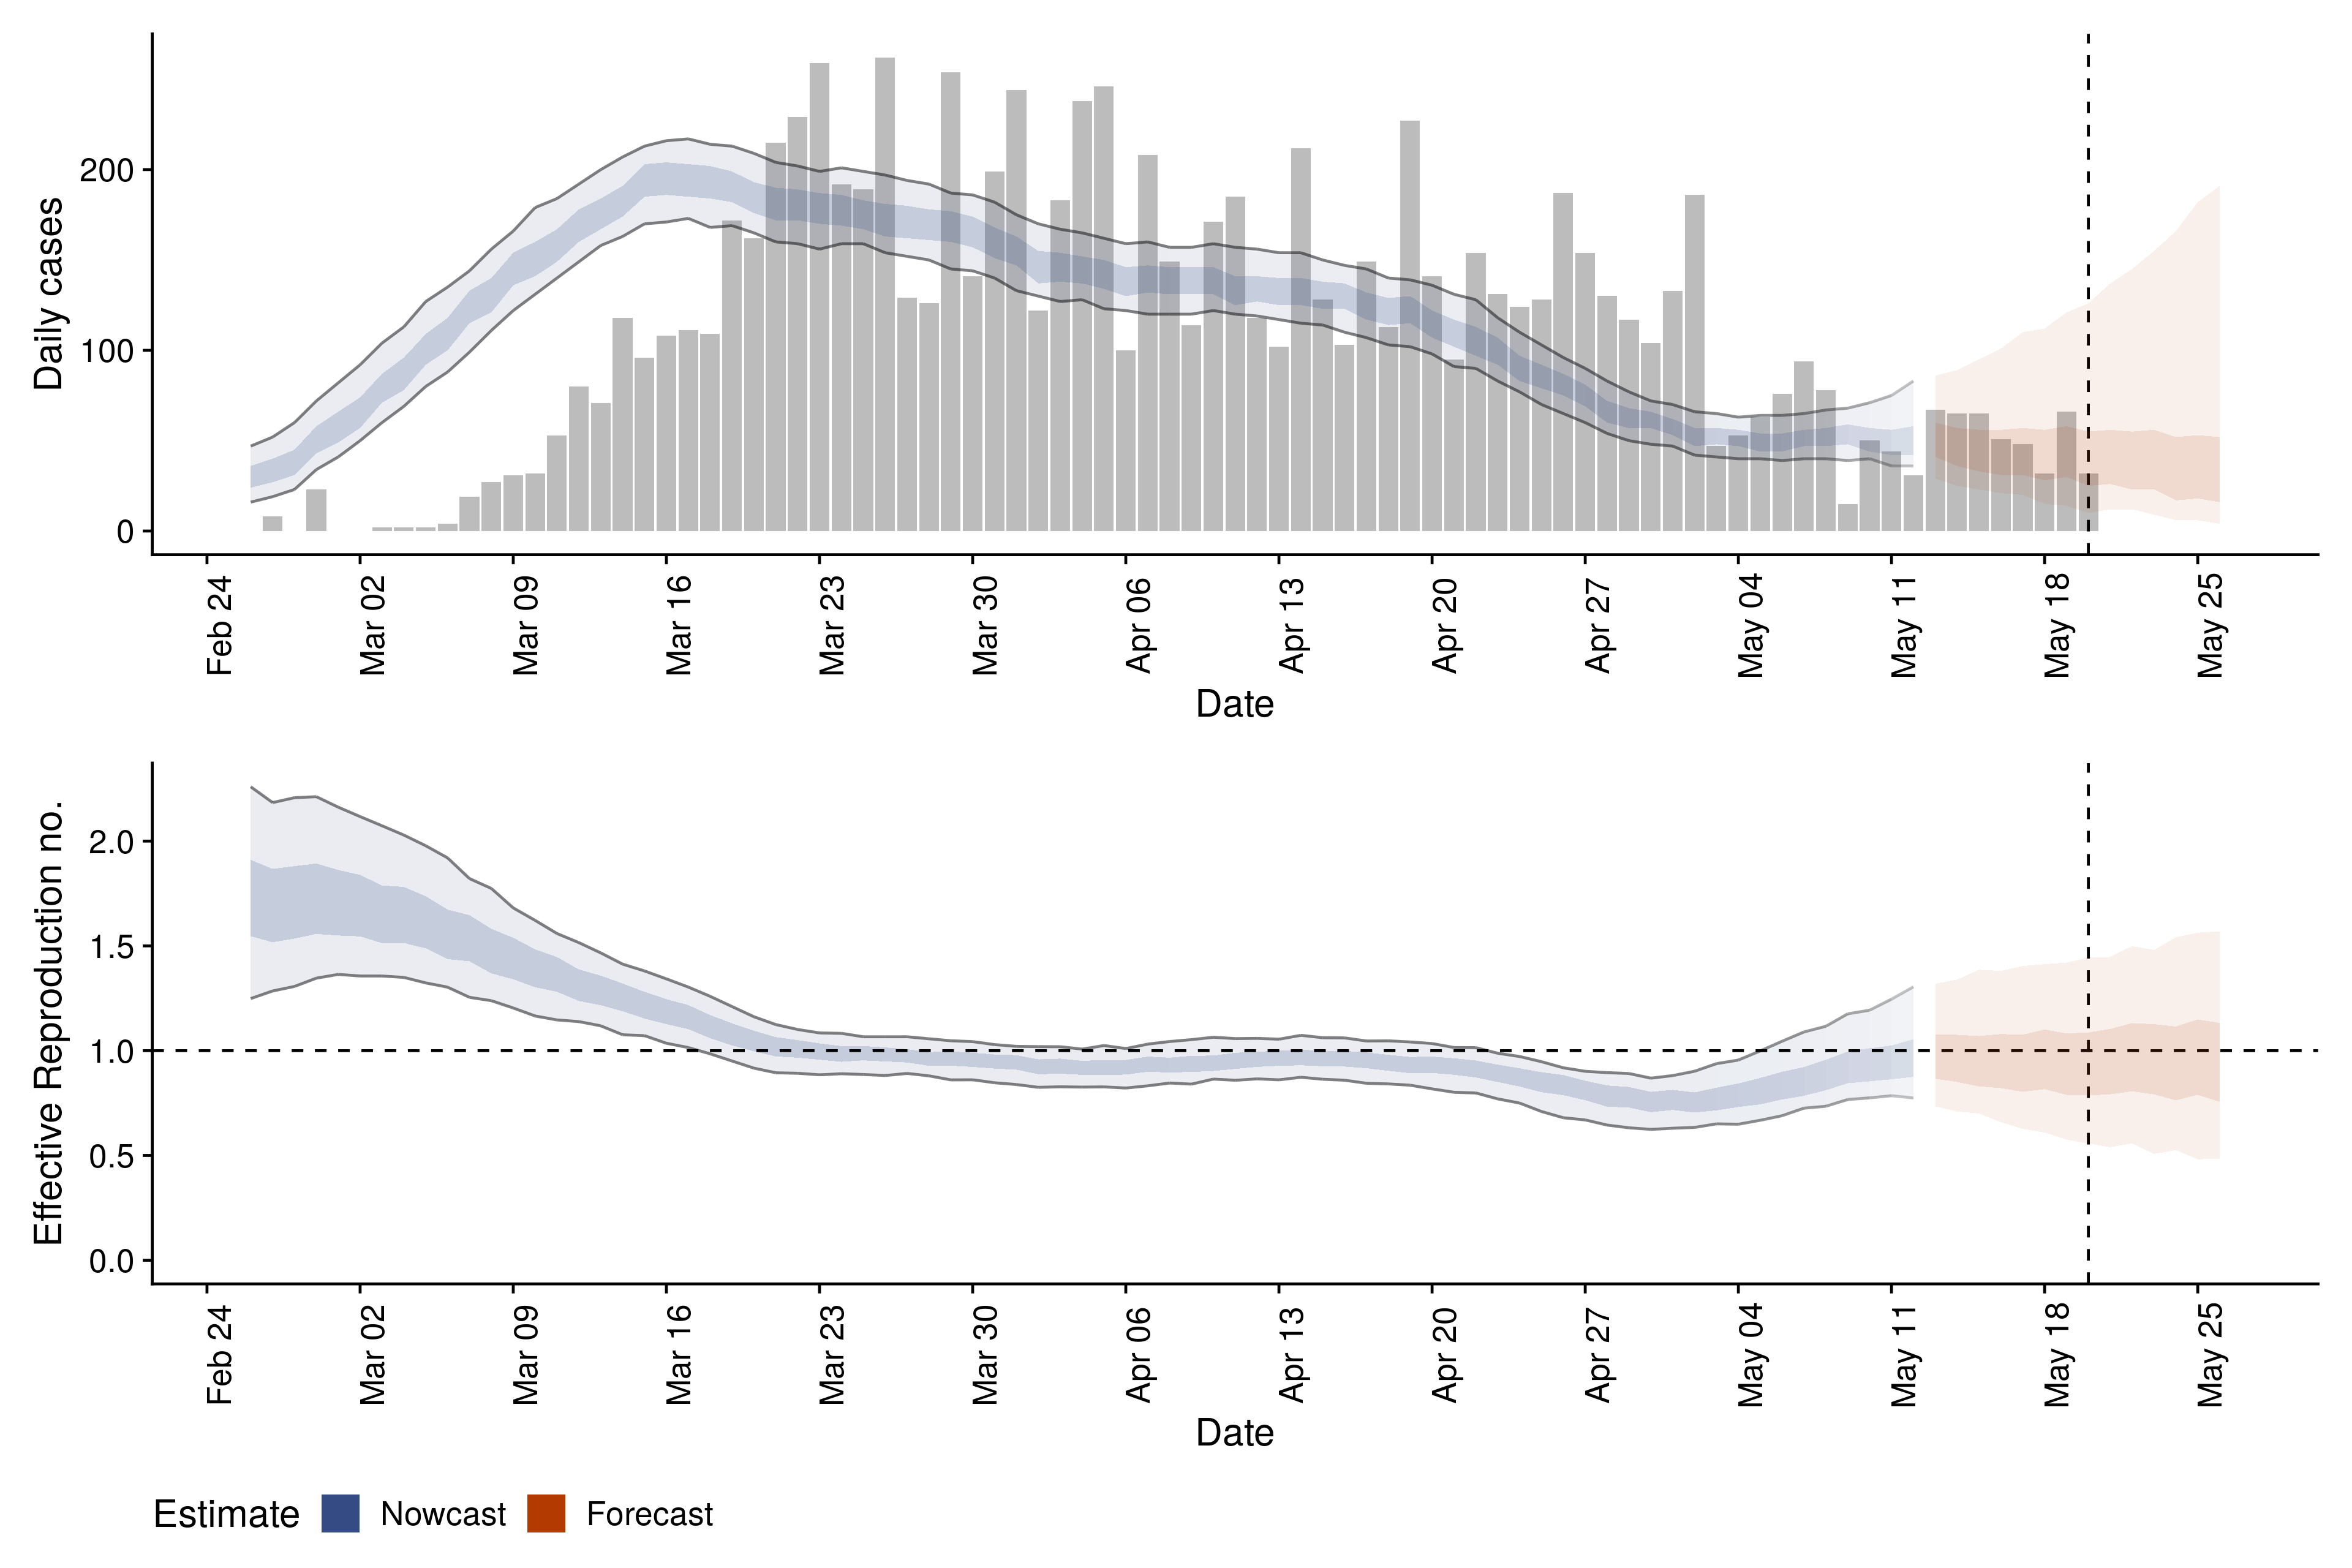 Daily cases
200
100
0
Feb 24
Mar 02
Mar 09
Mar 16
Mar 23
Mar 30
Apr 06
Apr 13
Apr 20
Apr 27
May 04
May 11
May 18
May 25
Date
Effective Reproduction no.
2.0
1.5
1.0
0.5
0.0
Feb 24
Mar 02
Mar 09
Mar 16
Mar 23
Mar 30
Apr 06
Apr 13
Apr 20
Apr 27
May 04
May 11
May 18
May 25
Date
Estimate Nowcast Forecast